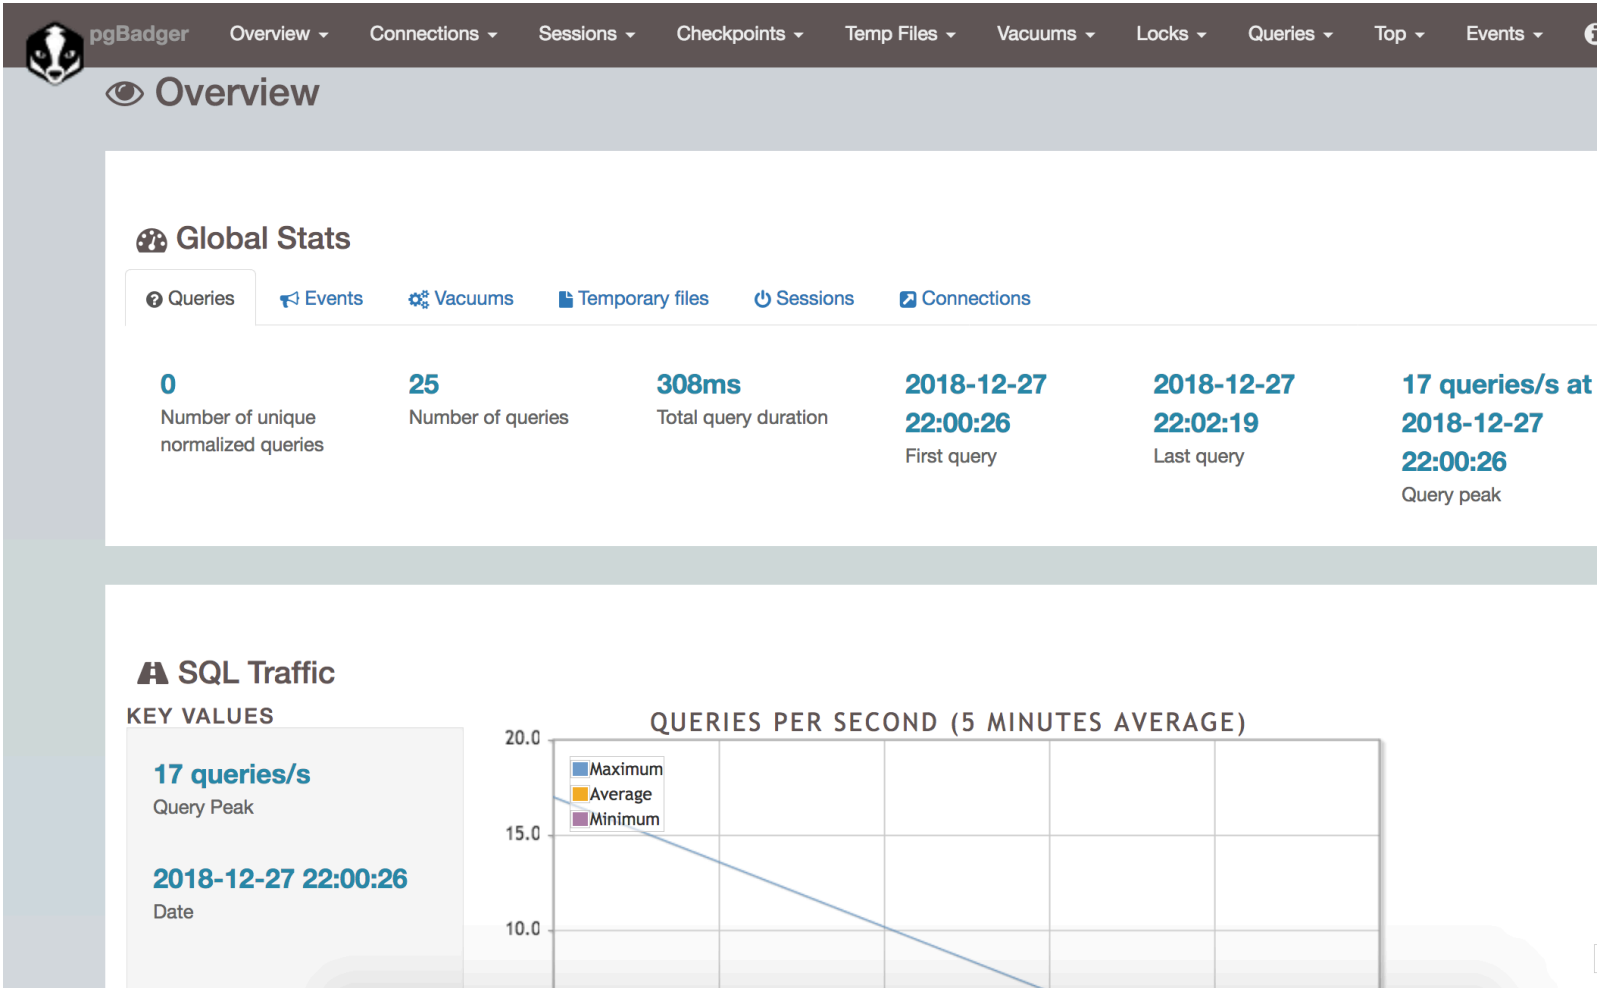 pgBadger Overview Connections Sessions Checkpoints Temp Files Vacuums Locks Queries Top Events
Overview
Global Stats
Queries Events Vacuums Temporary files Sessions Connections
0
Number of unique
normalized queries
25
Number of queries
308ms
Total query duration
2018-12-27
22:00:26
First query
2018-12-27
22:02:19
Last query
17 queries/s at
2018-12-27
22:00:26
Query peak
SQL Traffic
KEY VALUES
17 queries/s
Query Peak
2018-12-27 22:00:26
Date
QUERIES PER SECOND (5 MINUTES AVERAGE)
20.0
15.0
10.0
Maximum
Average
Minimum